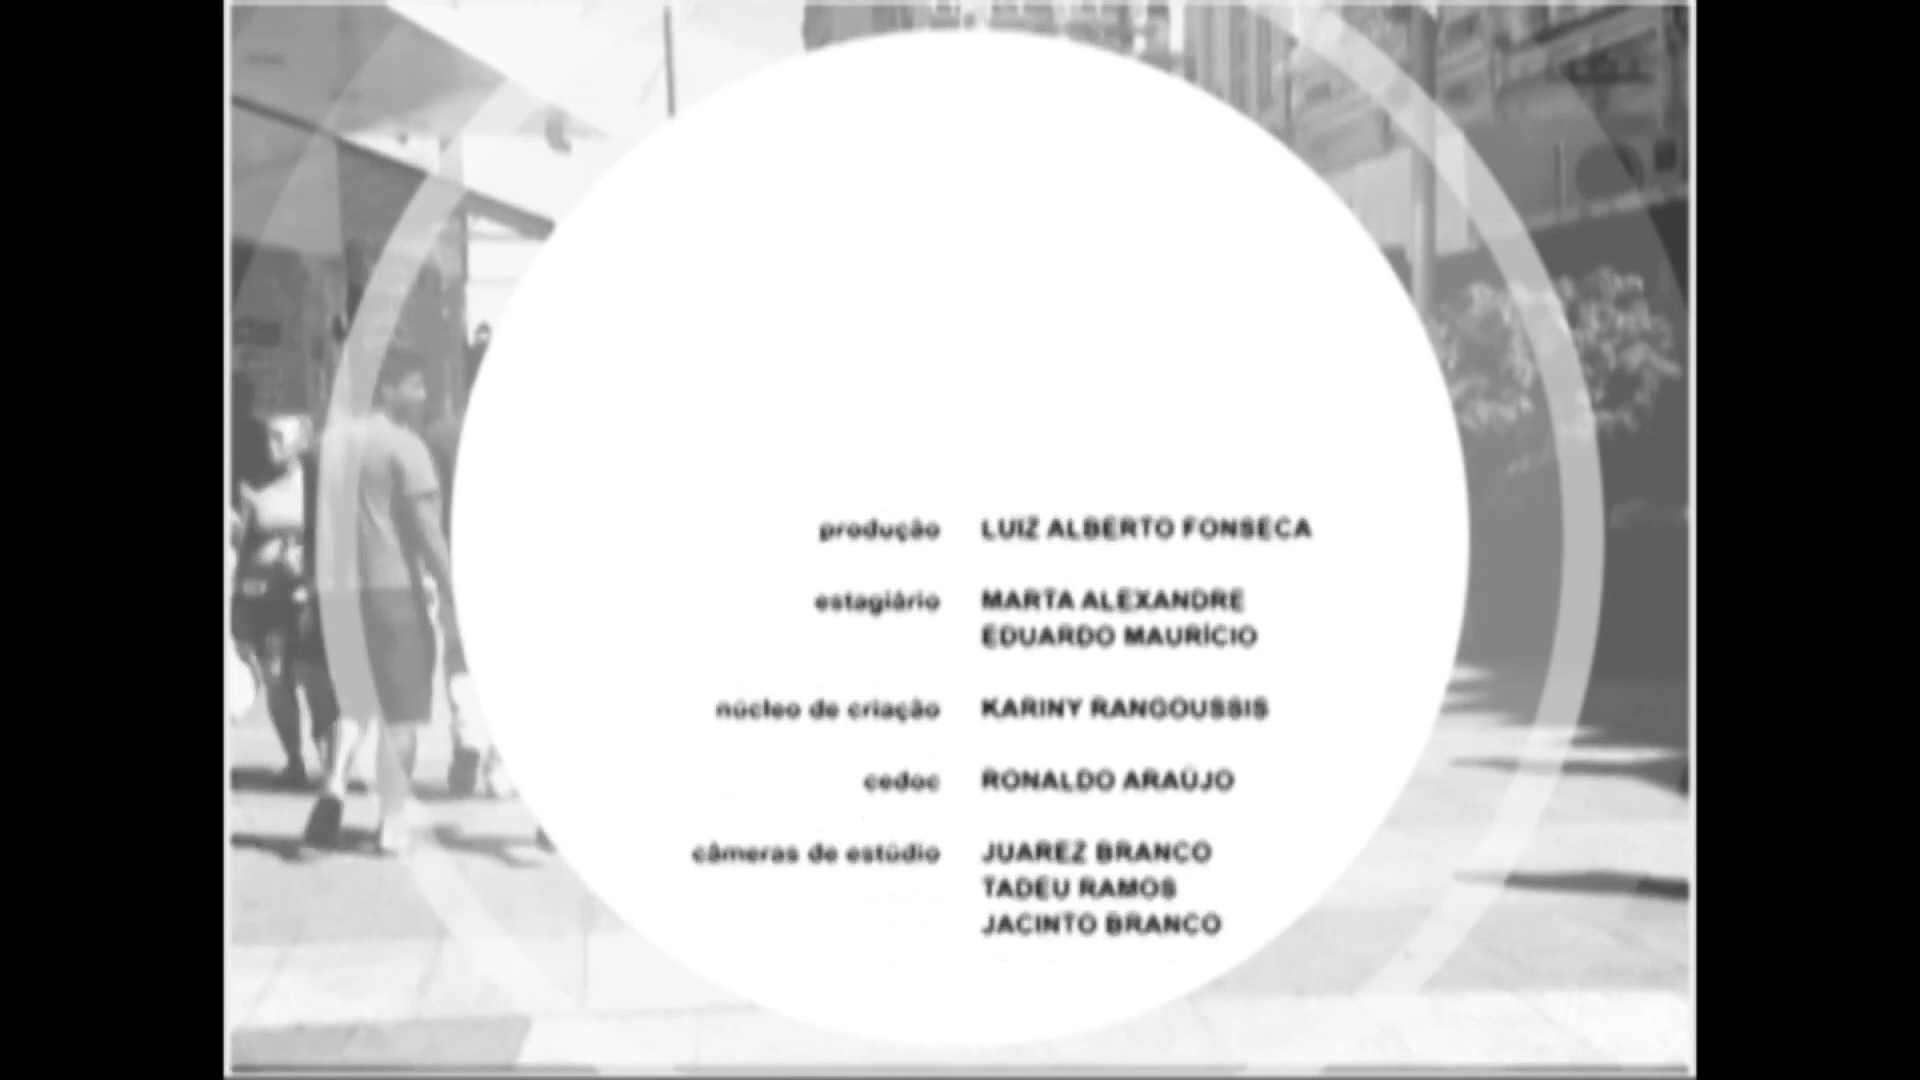 produção LUIZ ALBERTO FONSECA
estagiário MARTA ALEXANDRE
EDUARDO MAURÍCIO
núcleo de criação KARINY RANGOUSSIS
cedoc RONALDO ARAÚJO
câmeras de estúdio JUAREZ BRANCO
TADEU RAMOS
JACINTO BRANCO